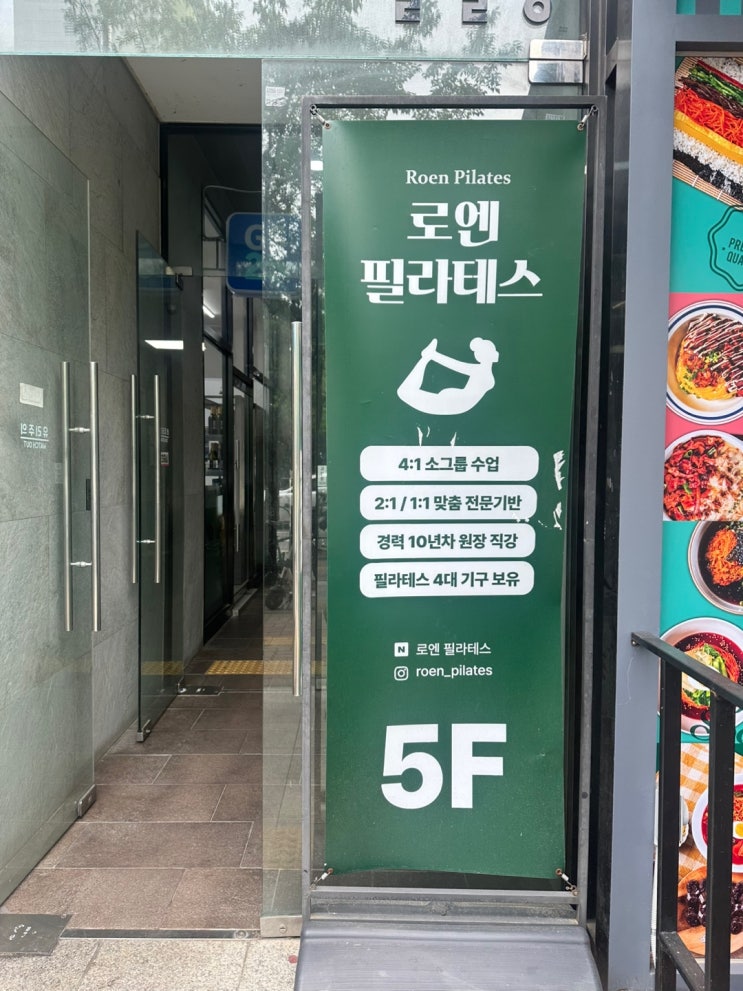 Roen Pilates
로엔
필라테스
4:1 소그룹 수업
2:1 / 1:1 맞춤 전문기반
경력 10년차 원장 직강
필라테스 4대 기구 보유
N 로엔 필라테스
roen_pilates
5F